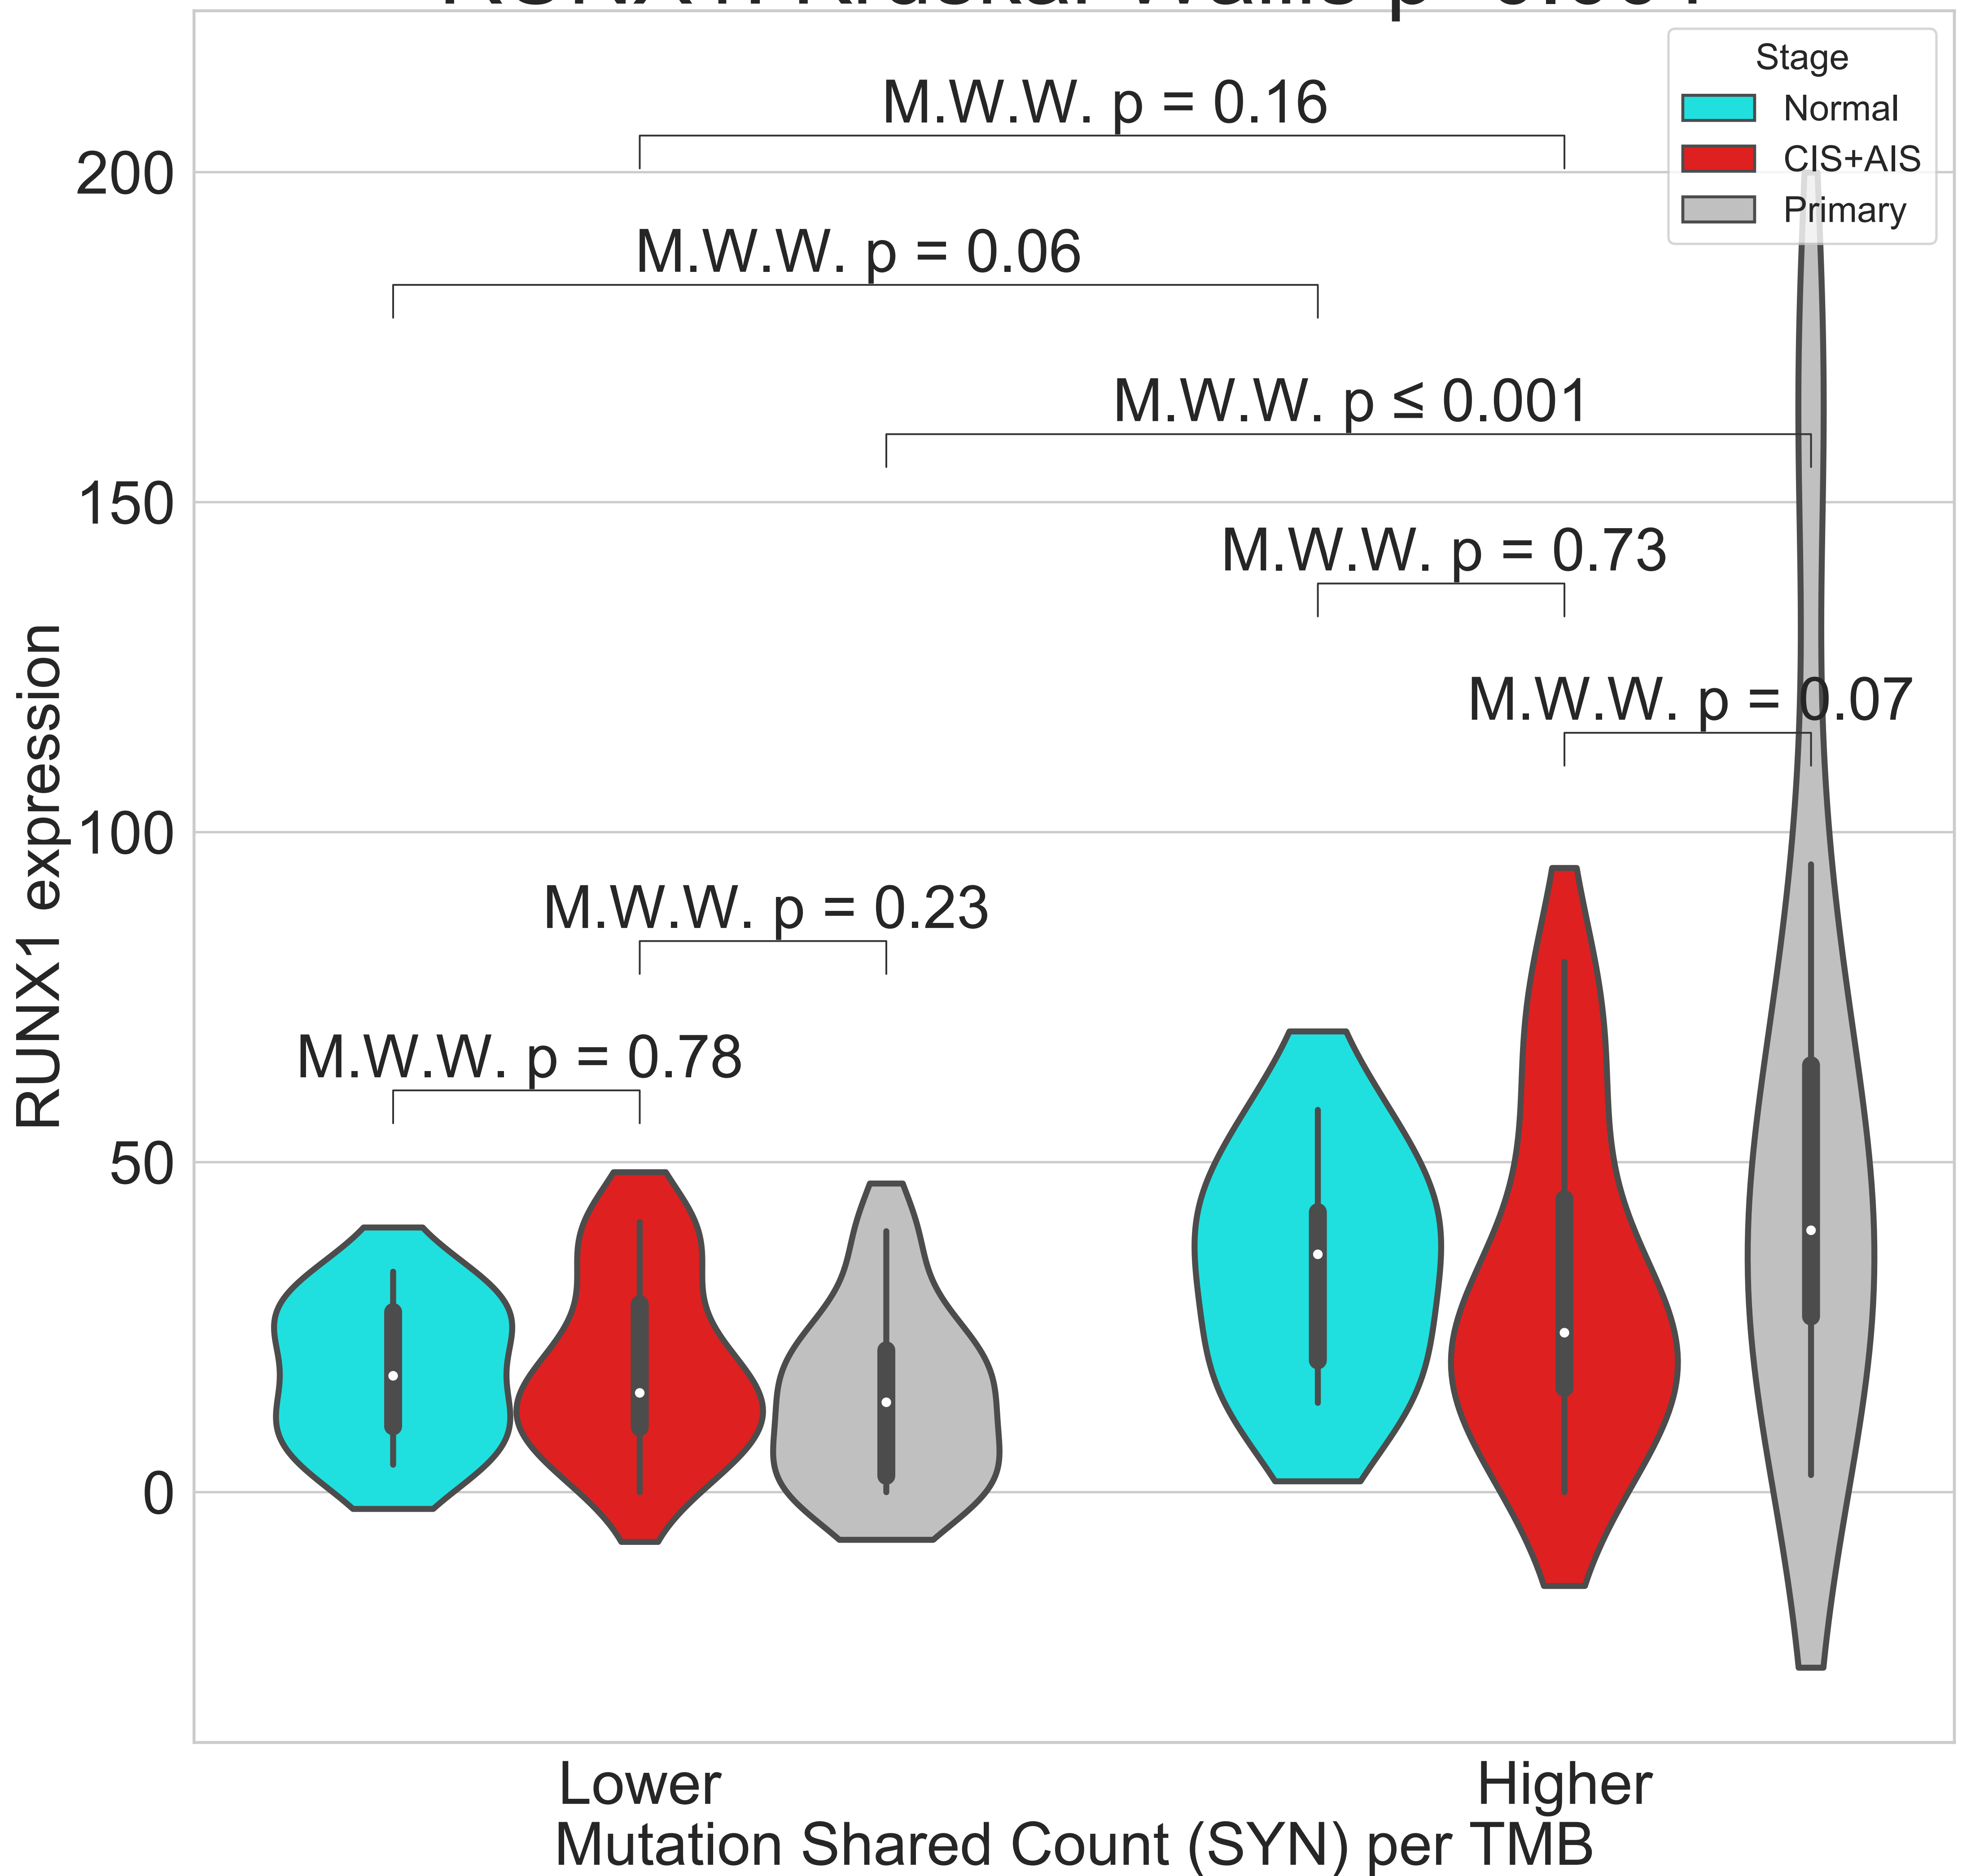 Stage
Normal
CIS+AIS
Primary
M.W.W. p = 0.16
M.W.W. p = 0.06
M.W.W. p ≤ 0.001
M.W.W. p = 0.73
M.W.W. p = 0.07
M.W.W. p = 0.23
M.W.W. p = 0.78
200
150
100
50
0
RUNX1 expression
Lower
Higher
Mutation Shared Count (SYN) per TMB